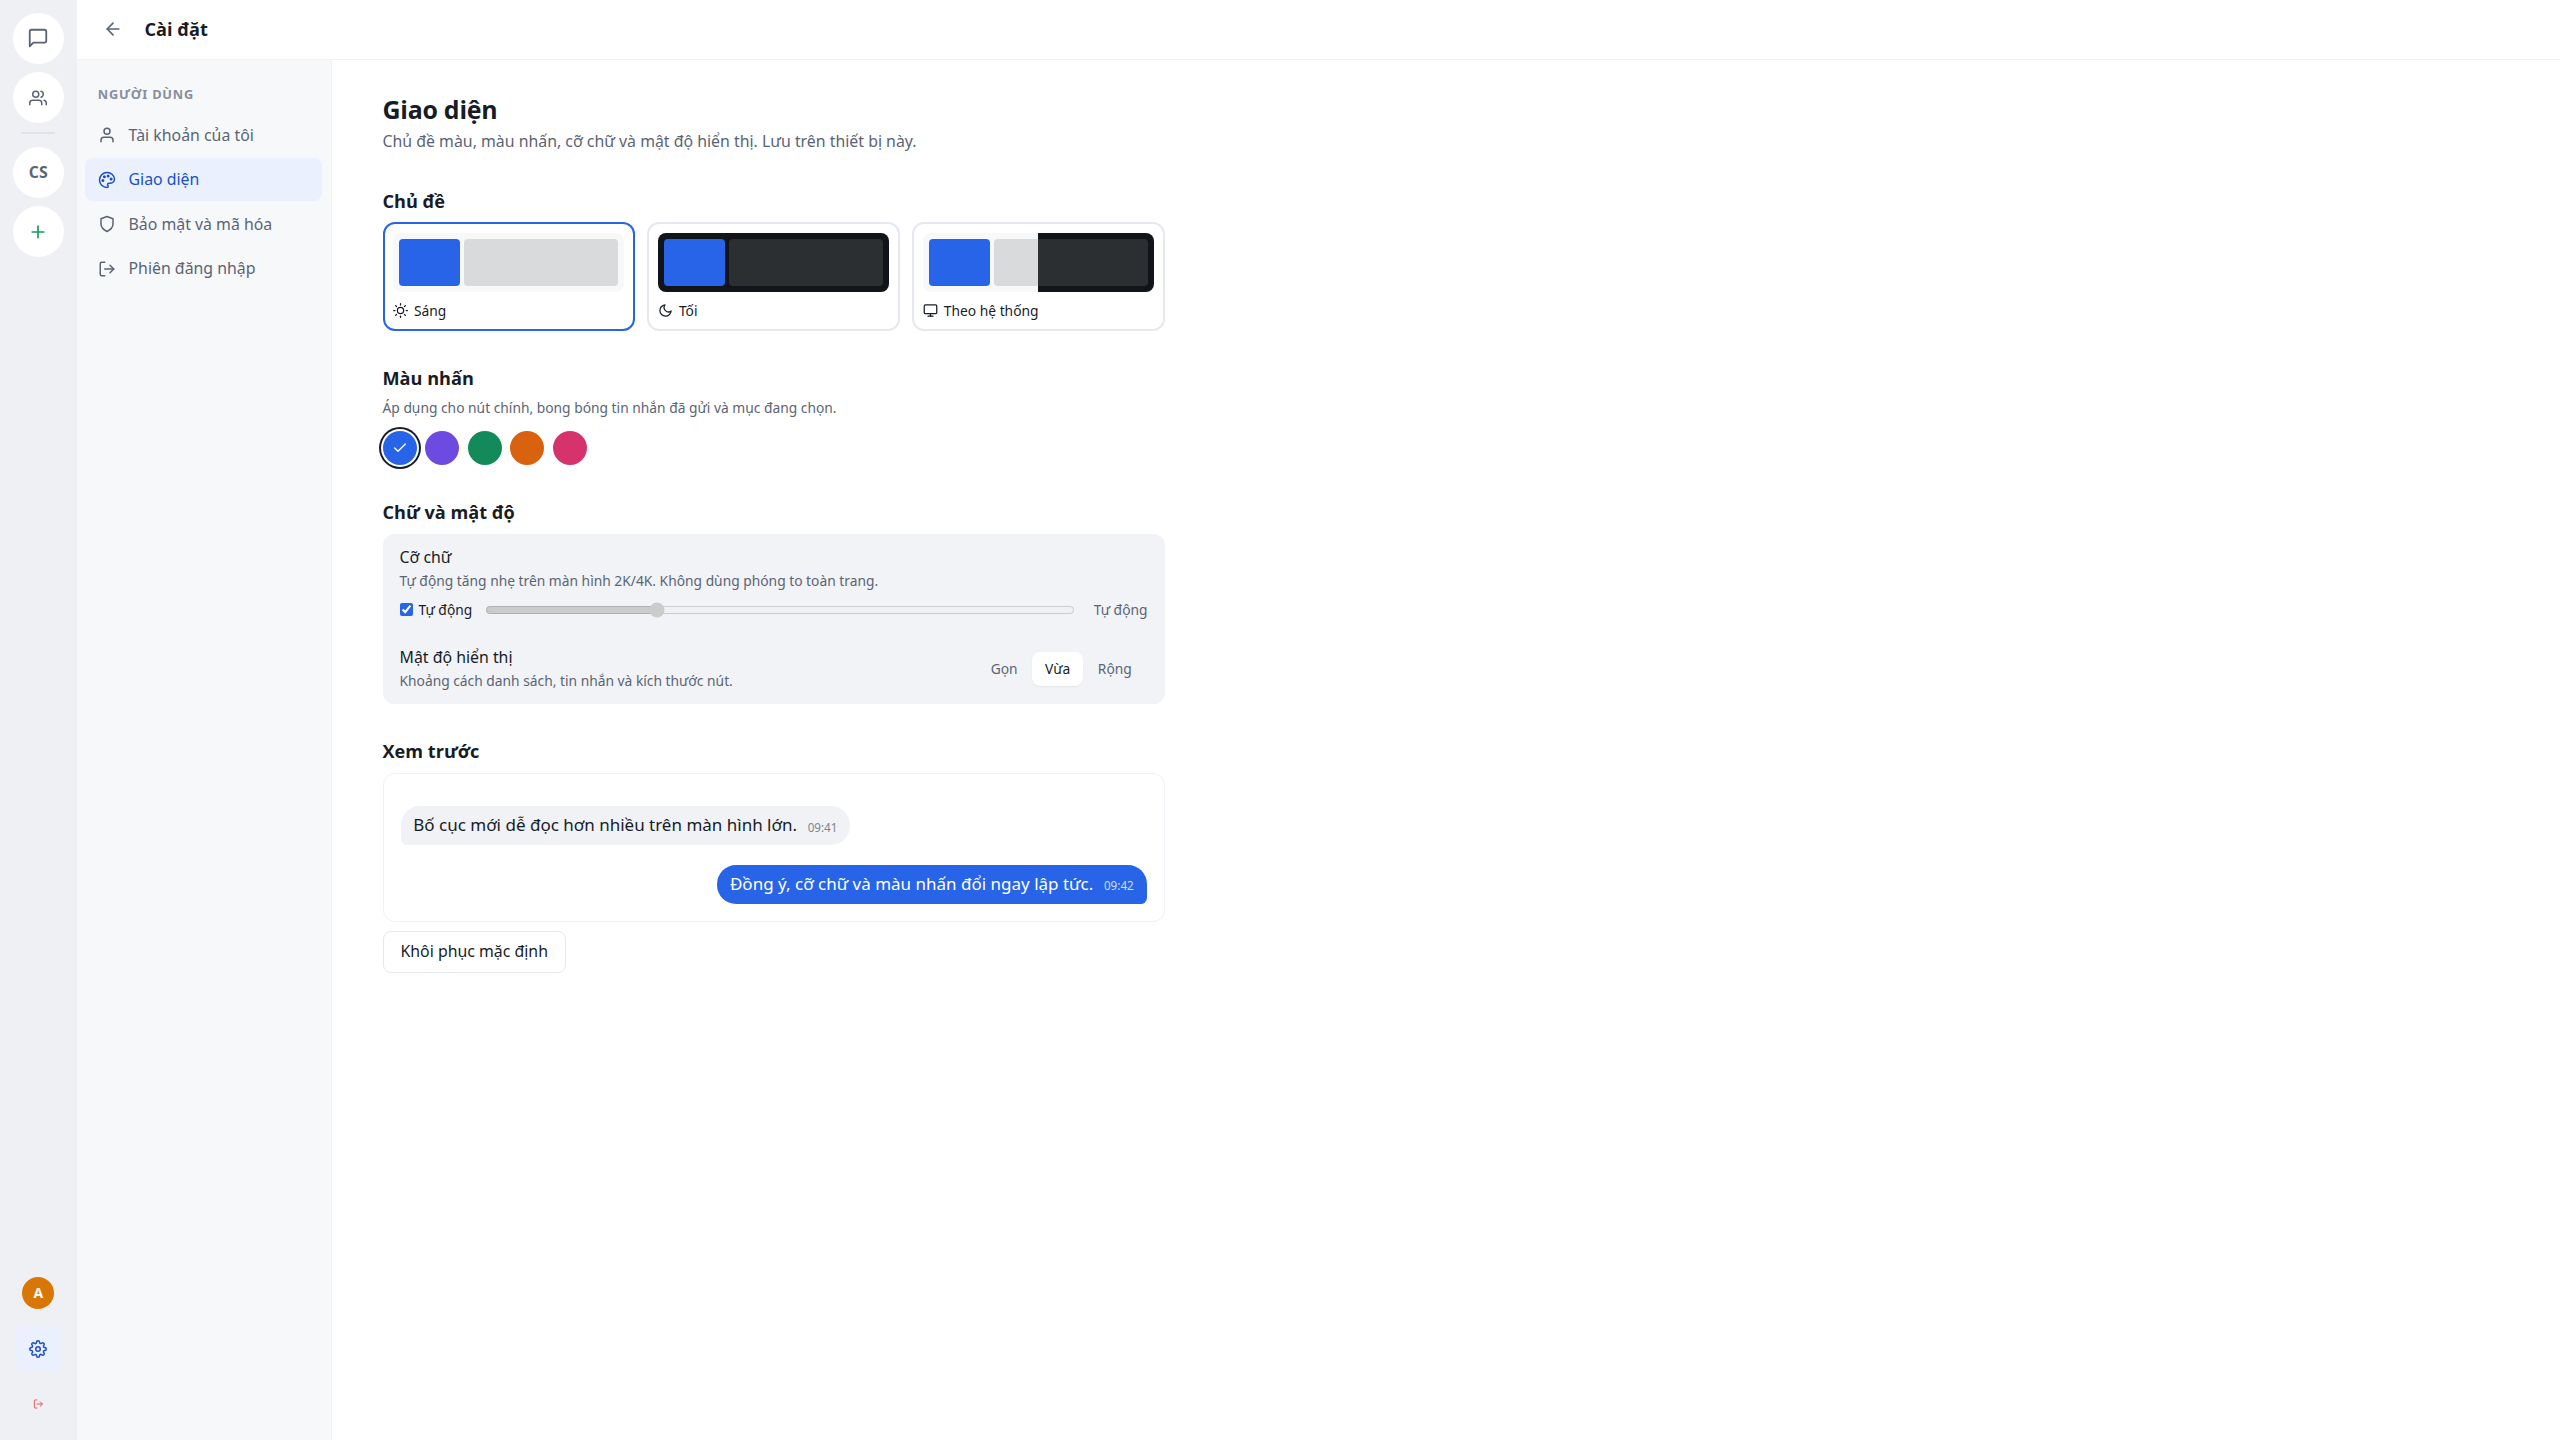 Cài đặt
CS
NGƯỜI DÙNG
Tài khoản của tôi
Giao diện
Bảo mật và mã hóa
Phiên đăng nhập
A
Giao diện
Chủ đề màu, màu nhấn, cỡ chữ và mật độ hiển thị. Lưu trên thiết bị này.
Chủ đề
Sáng
Tối
Theo hệ thống
Màu nhấn
Áp dụng cho nút chính, bong bóng tin nhắn đã gửi và mục đang chọn.
Chữ và mật độ
Cỡ chữ
Tự động tăng nhẹ trên màn hình 2K/4K. Không dùng phóng to toàn trang.
Tự động
Tự động
Mật độ hiển thị
Khoảng cách danh sách, tin nhắn và kích thước nút.
Gọn
Vừa
Rộng
Xem trước
Bố cục mới dễ đọc hơn nhiều trên màn hình lớn. 09:41
Đồng ý, cỡ chữ và màu nhấn đổi ngay lập tức. 09:42
Khôi phục mặc định